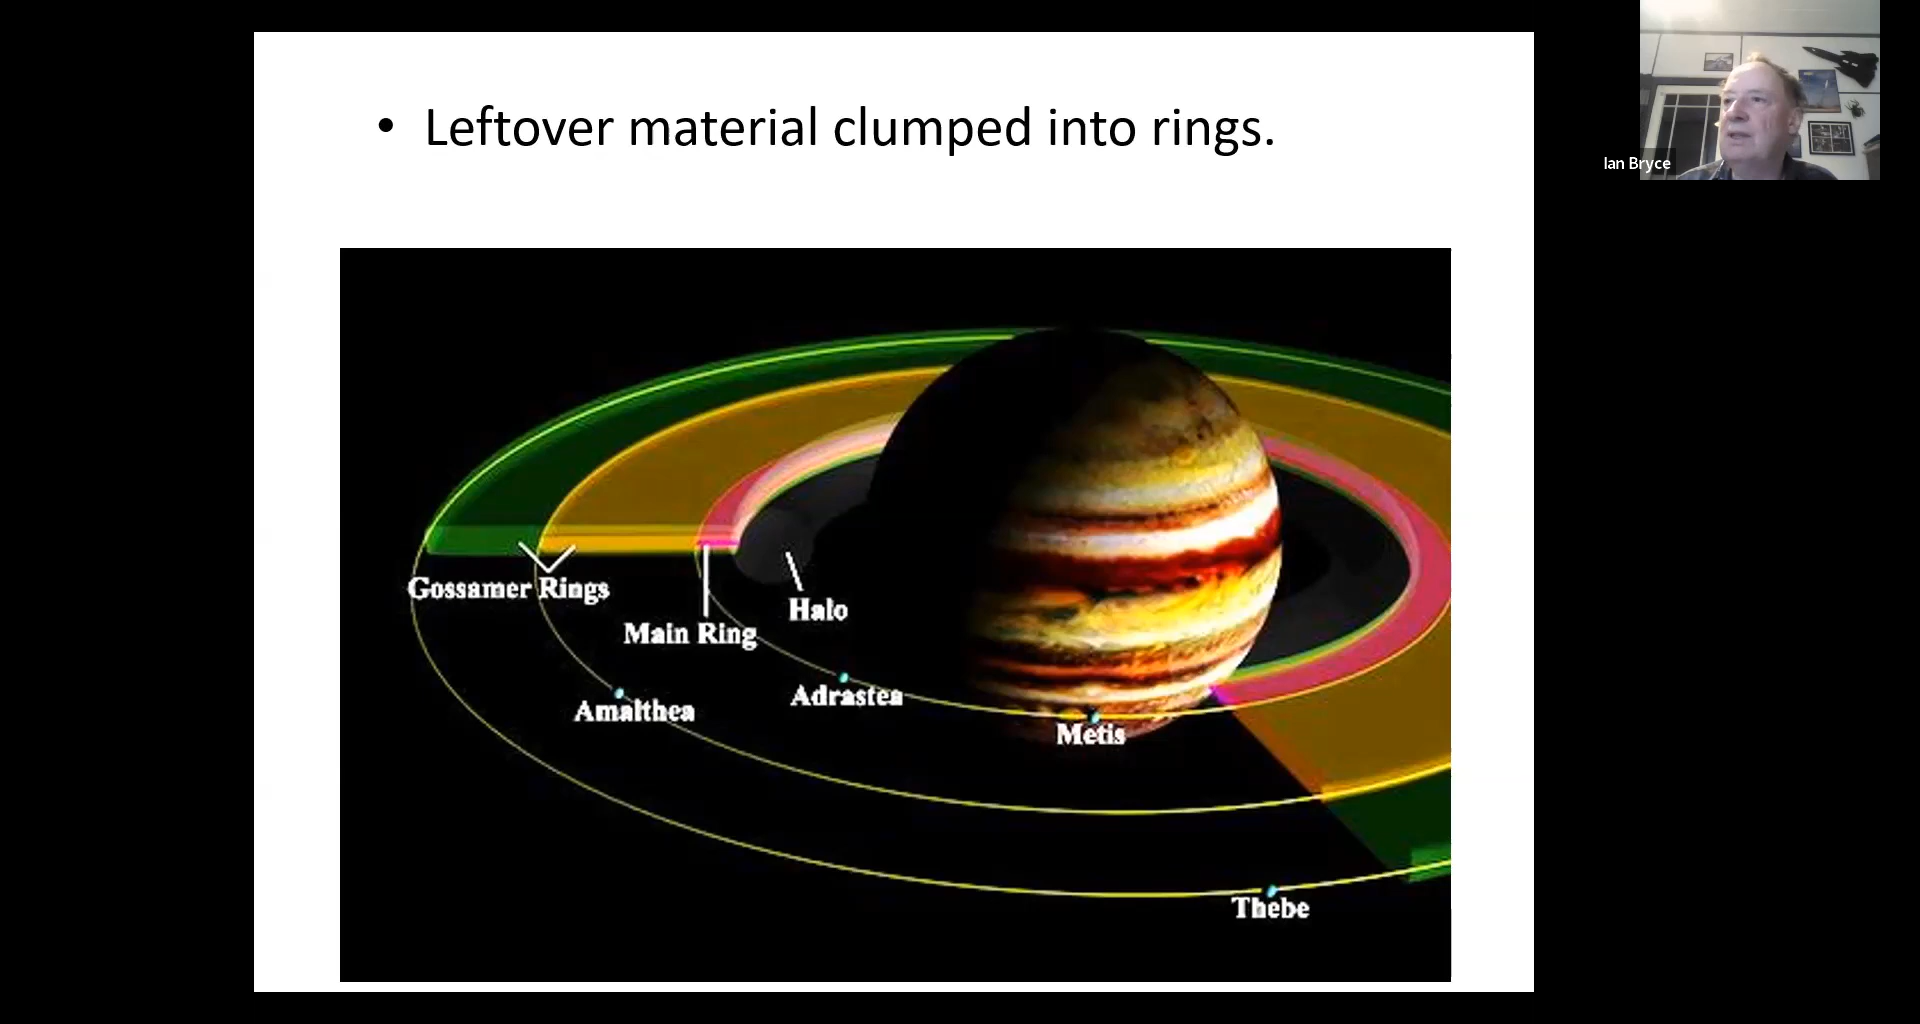 • Leftover material clumped into rings.
Ian Bryce
Gossamer Rings
Halo
Main Ring
Adrastea
Amalthea
Metis
Thebe